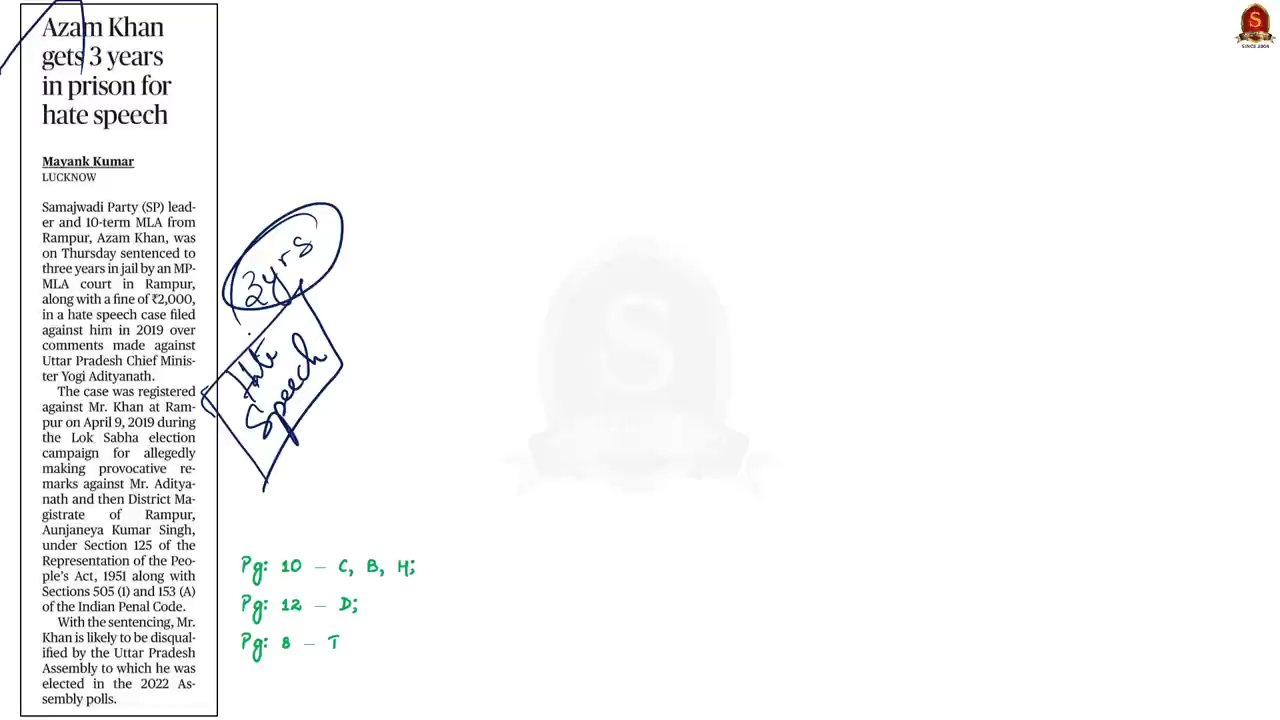 Azam Khan
gets 3 years
in prison for
hate speech
Mayank Kumar
LUCKNOW
Samajwadi Party (SP) lead-
er and 10-term MLA from
Rampur, Azam Khan, was
on Thursday sentenced to
three years in jail by an MP-
MLA court in Rampur,
along with a fine of ₹2,000,
in a hate speech case filed
against him in 2019 over
comments made against
Uttar Pradesh Chief Minis-
ter Yogi Adityanath.
The case was registered
against Mr. Khan at Ram-
pur on April 9, 2019 during
the Lok Sabha election
campaign for allegedly
making provocative re-
marks against Mr. Aditya-
nath and then District Ma-
gistrate of Rampur,
Aunjaneya Kumar Singh,
under Section 125 of the
Representation of the Peo-
ple's Act, 1951 along with
Sections 505 (1) and 153 (A)
of the Indian Penal Code.
With the sentencing, Mr.
Khan is likely to be disqual-
ified by the Uttar Pradesh
Assembly to which he was
elected in the 2022 As-
sembly polls.
3yrs
Hate
Speech
Pg: 10 – C, B, H;
Pg: 12 – D;
Pg: 8 – T
S
SINCE 2004
S